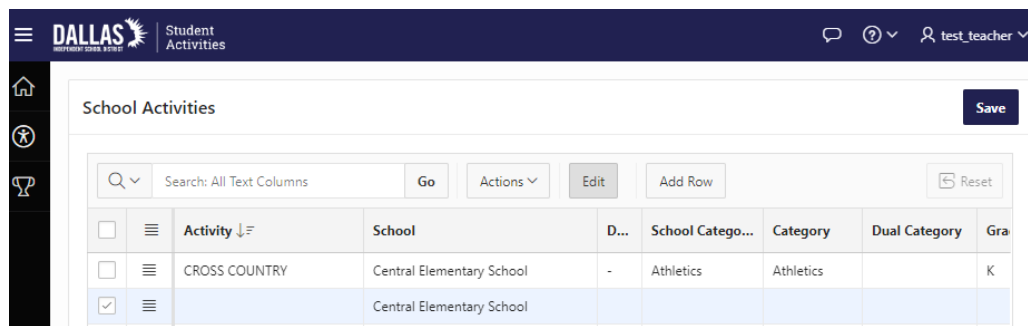 DALLAS
INDEPENDENT SCHOOL DISTRICT
Student
Activities
test_teacher
School Activities
Save
Search: All Text Columns
Go
Actions
Edit
Add Row
Reset
Activity School D... School Catego... Category Dual Category Gra
CROSS COUNTRY Central Elementary School - Athletics Athletics K
Central Elementary School